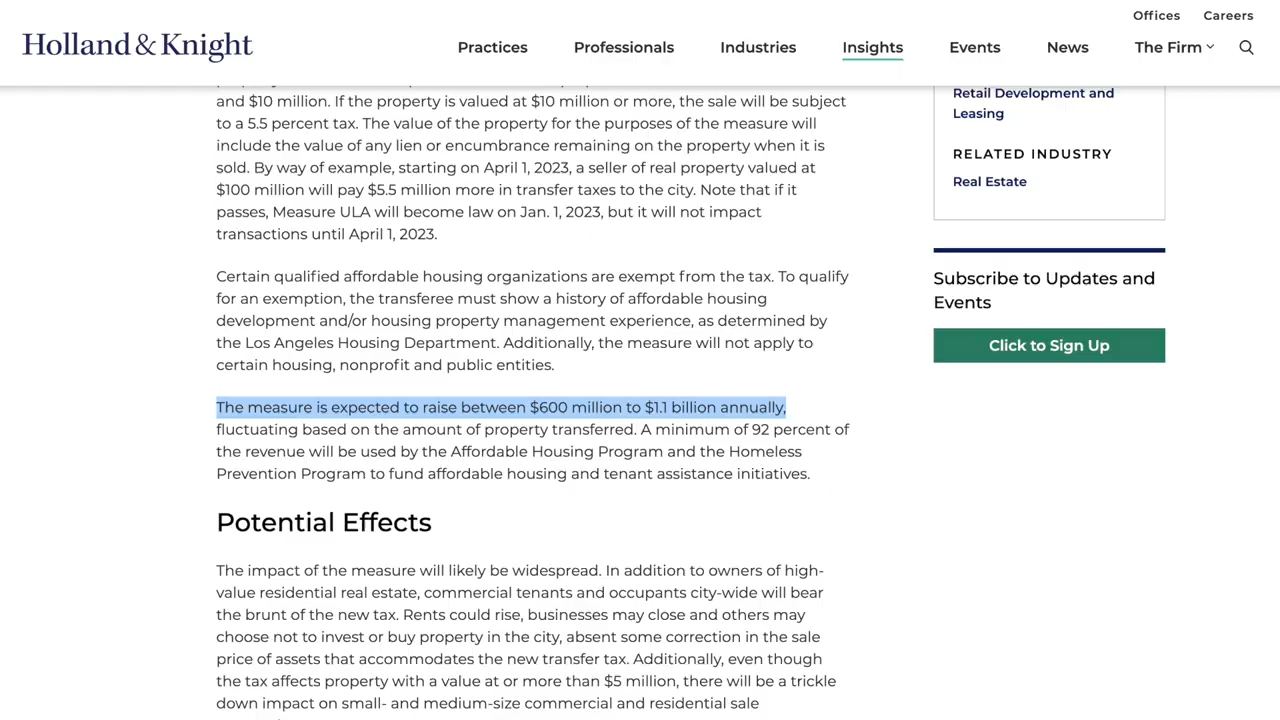 Offices Careers
Holland & Knight
Practices Professionals Industries Insights Events News The Firm
and $10 million. If the property is valued at $10 million or more, the sale will be subject
to a 5.5 percent tax. The value of the property for the purposes of the measure will
include the value of any lien or encumbrance remaining on the property when it is
sold. By way of example, starting on April 1, 2023, a seller of real property valued at
$100 million will pay $5.5 million more in transfer taxes to the city. Note that if it
passes, Measure ULA will become law on Jan. 1, 2023, but it will not impact
transactions until April 1, 2023.
Certain qualified affordable housing organizations are exempt from the tax. To qualify
for an exemption, the transferee must show a history of affordable housing
development and/or housing property management experience, as determined by
the Los Angeles Housing Department. Additionally, the measure will not apply to
certain housing, nonprofit and public entities.
The measure is expected to raise between $600 million to $1.1 billion annually,
fluctuating based on the amount of property transferred. A minimum of 92 percent of
the revenue will be used by the Affordable Housing Program and the Homeless
Prevention Program to fund affordable housing and tenant assistance initiatives.
Potential Effects
The impact of the measure will likely be widespread. In addition to owners of high-
value residential real estate, commercial tenants and occupants city-wide will bear
the brunt of the new tax. Rents could rise, businesses may close and others may
choose not to invest or buy property in the city, absent some correction in the sale
price of assets that accommodates the new transfer tax. Additionally, even though
the tax affects property with a value at or more than $5 million, there will be a trickle
down impact on small- and medium-size commercial and residential sale
Retail Development and
Leasing
RELATED INDUSTRY
Real Estate
Subscribe to Updates and
Events
Click to Sign Up